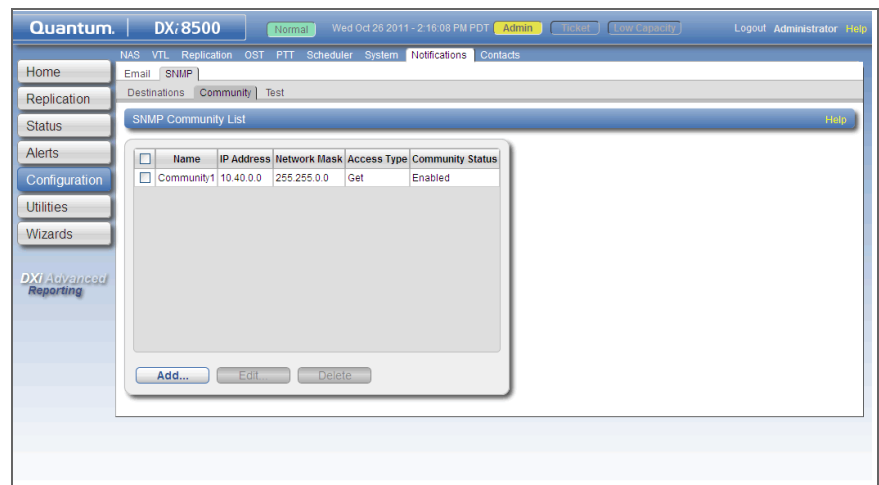 Quantum. | DXi8500 Normal Wed Oct 26 2011 - 2:16:08 PM PDT Admin Ticket Low Capacity Logout Administrator Help
NAS VTL Replication OST PTT Scheduler System Notifications Contacts
Email SNMP
Destinations Community Test
Home
Replication
Status
Alerts
Configuration
Utilities
Wizards
DXi Advanced
Reporting
SNMP Community List Help
Name IP Address Network Mask Access Type Community Status
Community1 10.40.0.0 255.255.0.0 Get Enabled
Add... Edit... Delete